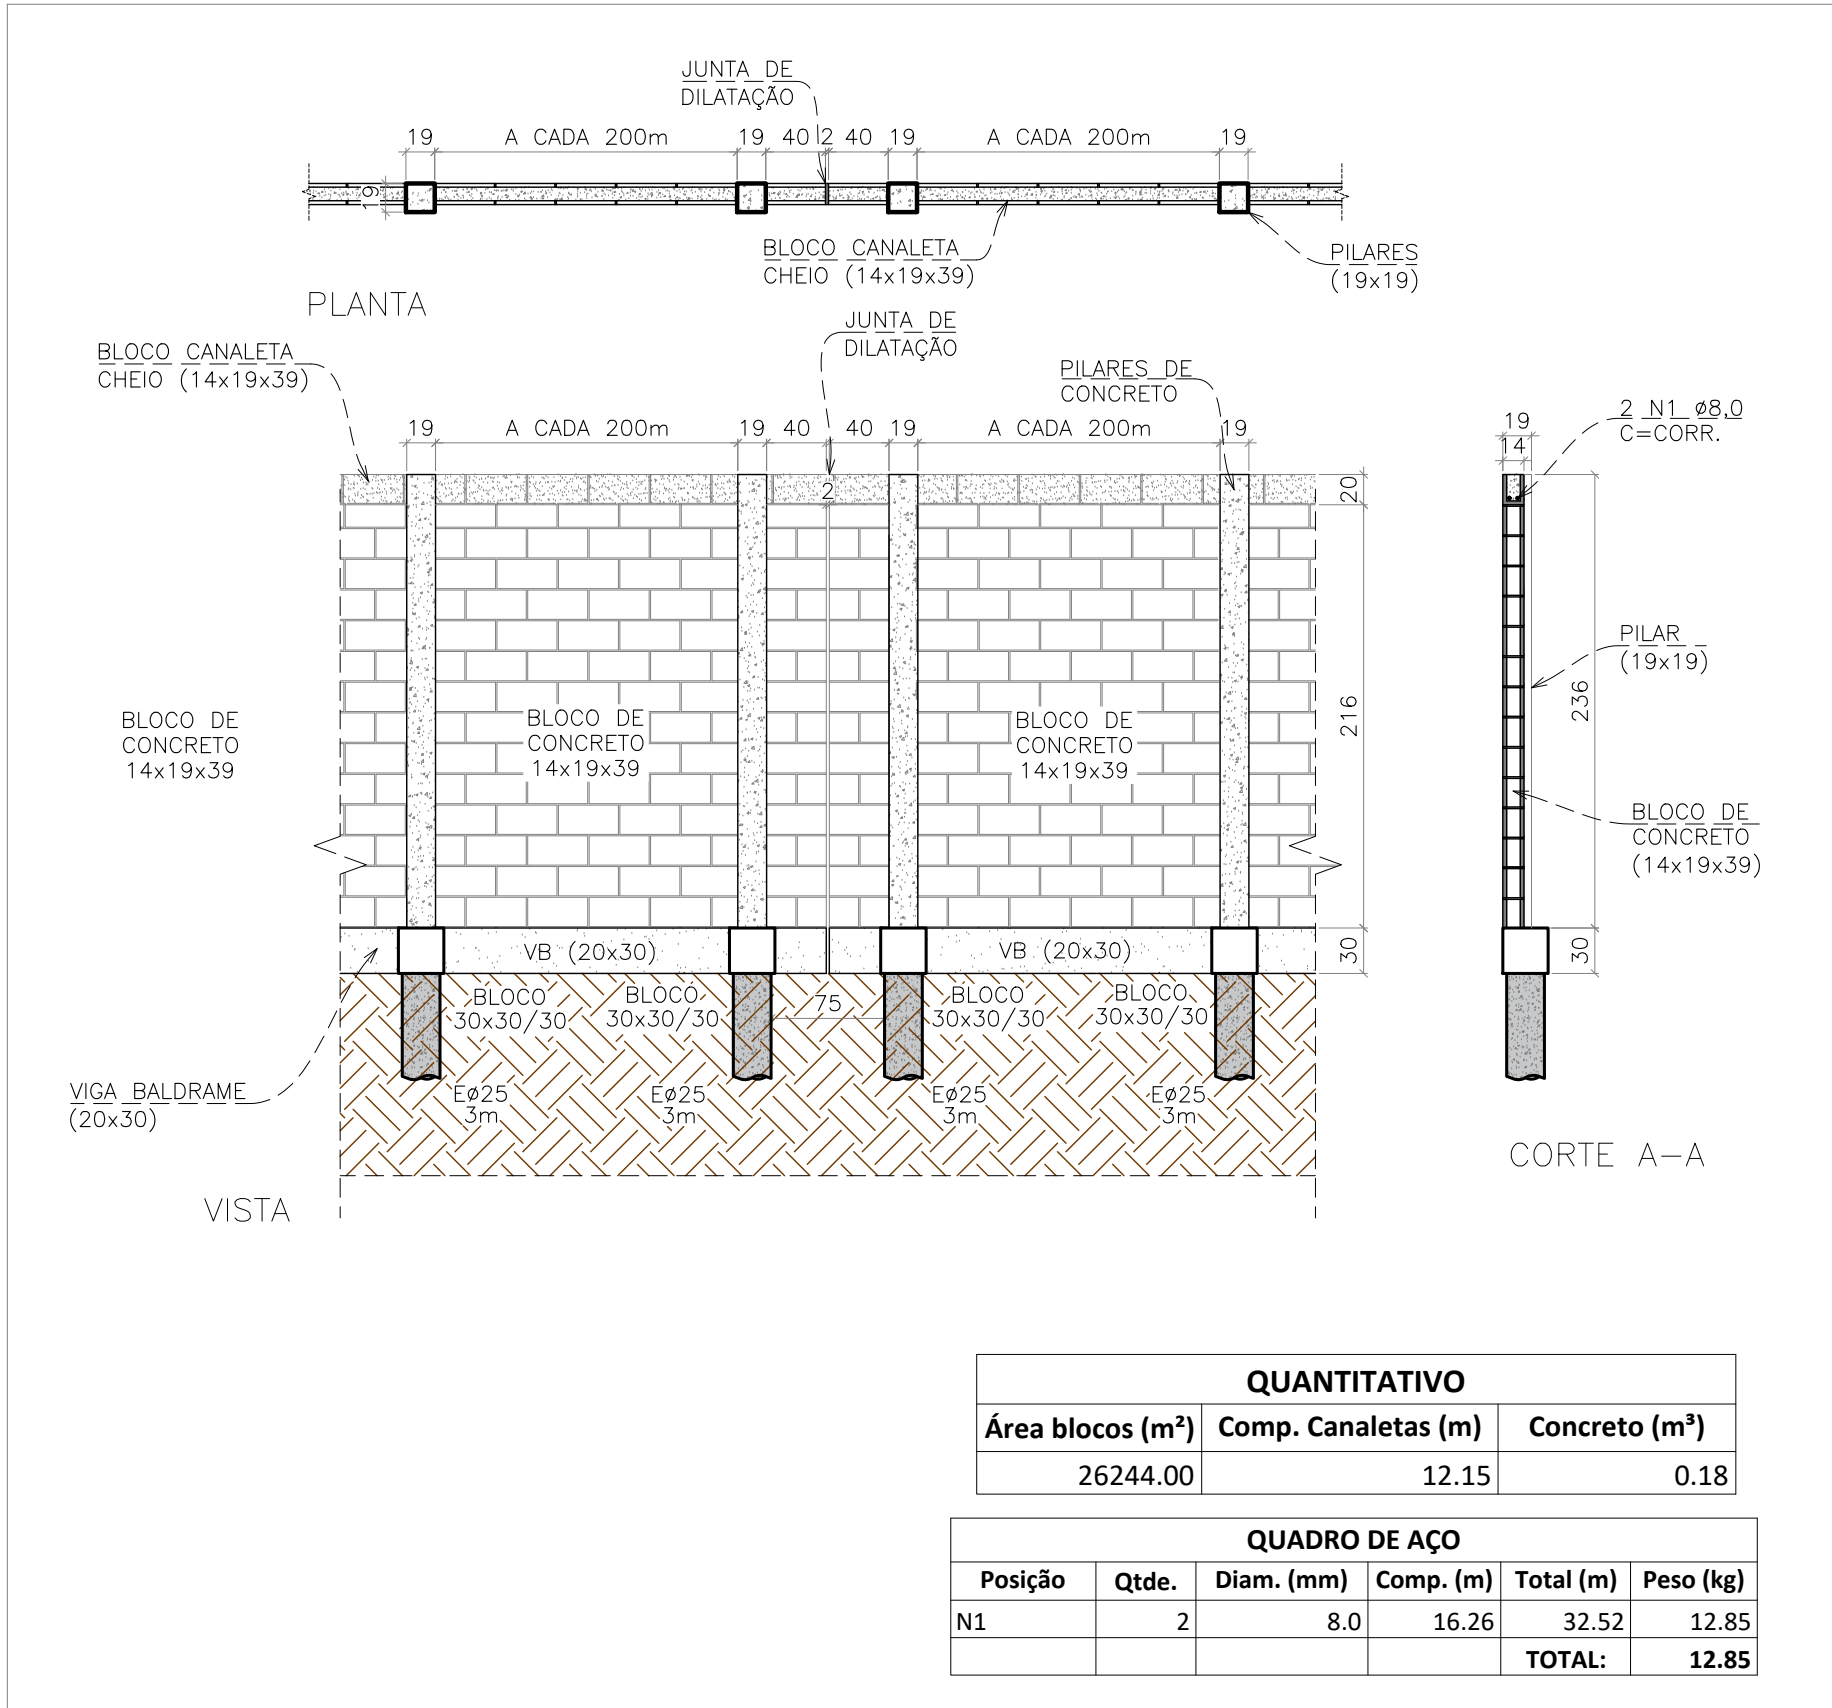 JUNTA DE
DILATAÇÃO
19 A CADA 200m 19 40 2 40 19 A CADA 200m 19
19
BLOCO CANALETA
CHEIO (14x19x39)
PILARES
(19x19)
PLANTA
JUNTA DE
DILATAÇÃO
BLOCO CANALETA
CHEIO (14x19x39)
PILARES DE
CONCRETO
19 A CADA 200m 19 40 40 19 A CADA 200m 19
2
20
216
30
BLOCO DE
CONCRETO
14x19x39
BLOCO DE
CONCRETO
14x19x39
BLOCO DE
CONCRETO
14x19x39
VB (20x30)
VB (20x30)
BLOCO
30x30/30
BLOCO
30x30/30
75
BLOCO
30x30/30
BLOCO
30x30/30
Eø25
3m
Eø25
3m
Eø25
3m
Eø25
3m
VIGA BALDRAME
(20x30)
VISTA
19
14
2 N1 ø8,0
C=CORR.
PILAR
(19x19)
236
BLOCO DE
CONCRETO
(14x19x39)
30
CORTE A-A
QUANTITATIVO
Área blocos (m²) Comp. Canaletas (m) Concreto (m³)
26244.00 12.15 0.18
QUADRO DE AÇO
Posição Qtde. Diam. (mm) Comp. (m) Total (m) Peso (kg)
N1 2 8.0 16.26 32.52 12.85
TOTAL: 12.85